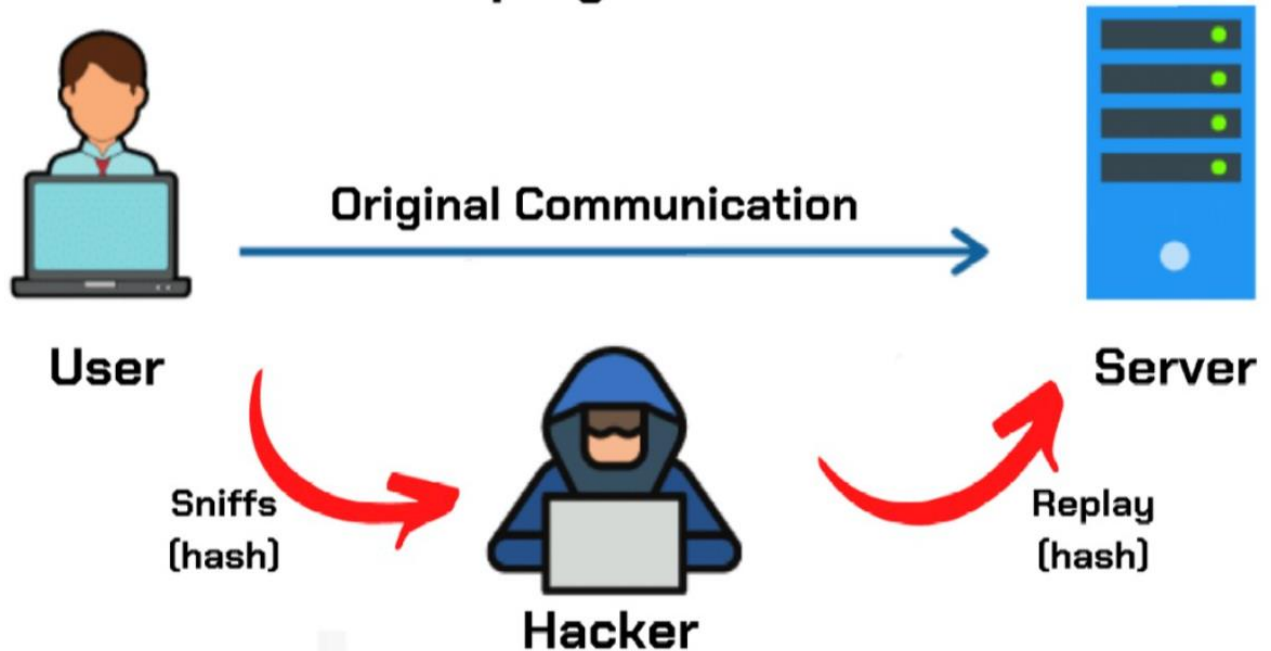 Original Communication
User
Server
Sniffs
(hash)
Replay
(hash)
Hacker